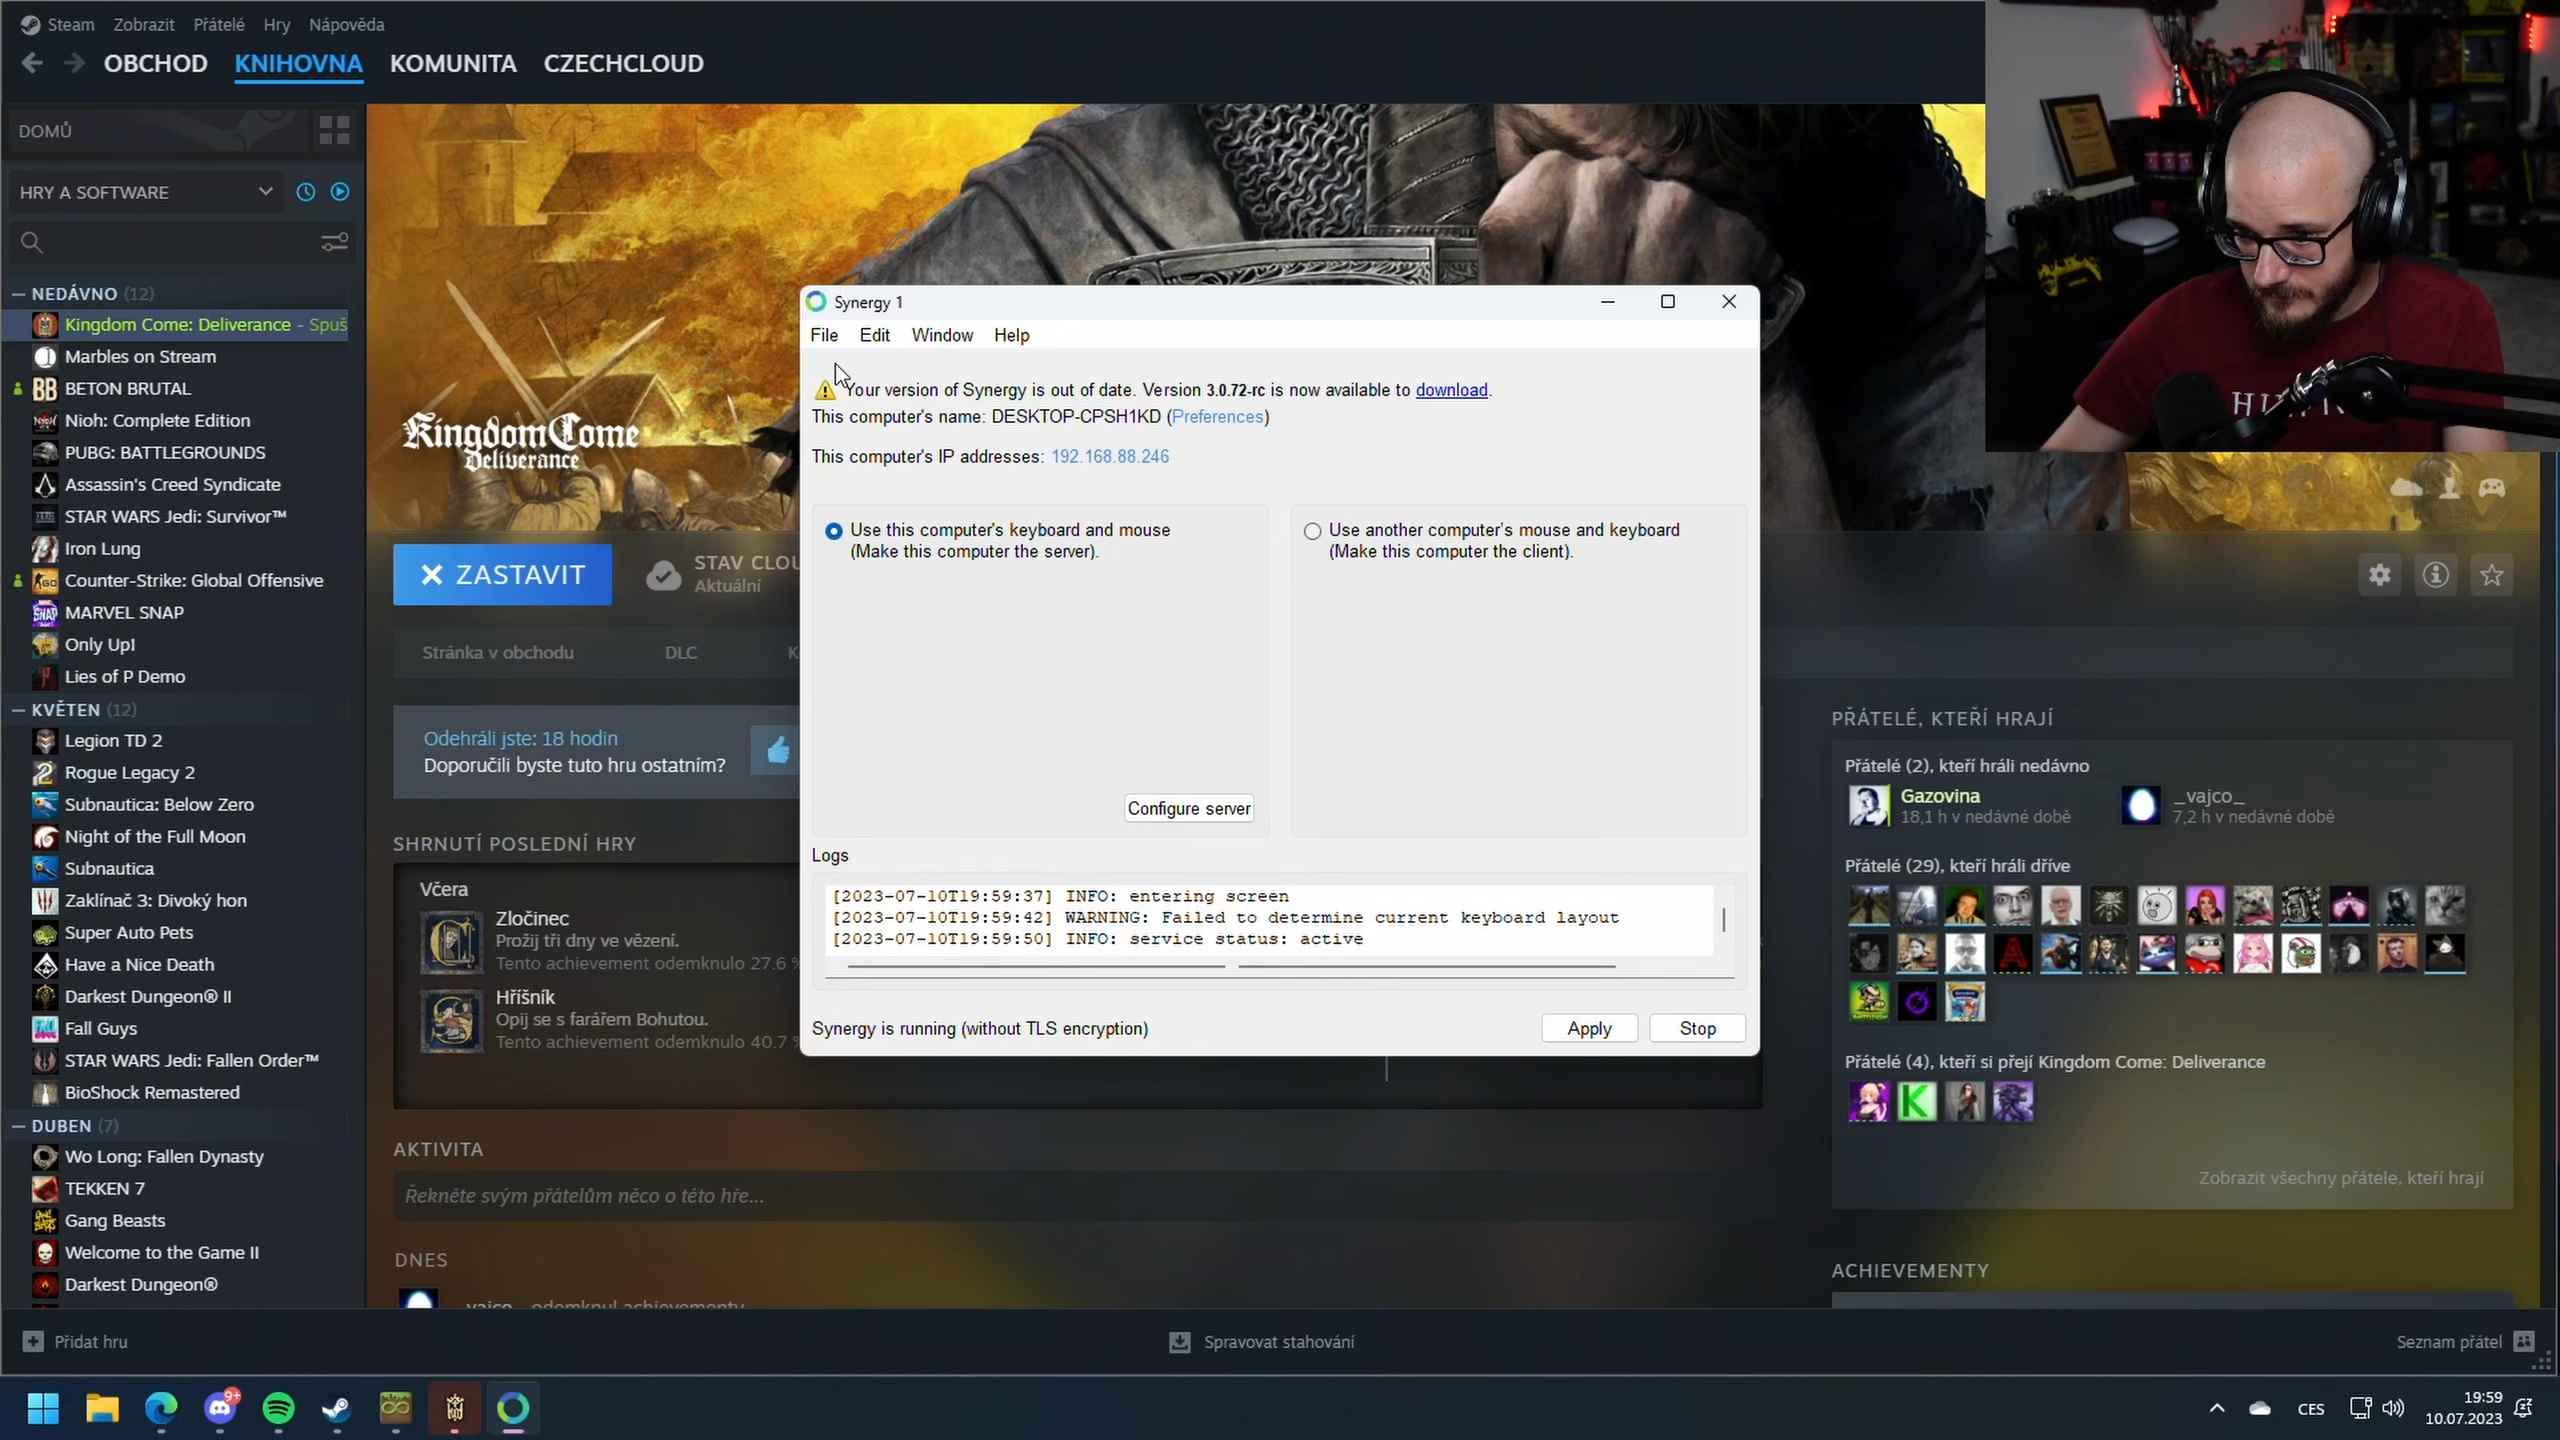 Steam Zobrazit Přátelé Hry Nápověda
OBCHOD KNIHOVNA KOMUNITA CZECHCLOUD
DOMŮ
HRY A SOFTWARE
NEDÁVNO (12)
Kingdom Come: Deliverance - Spuš
Marbles on Stream
BETON BRUTAL
Nioh: Complete Edition
PUBG: BATTLEGROUNDS
Assassin's Creed Syndicate
STAR WARS Jedi: Survivor™
Iron Lung
Counter-Strike: Global Offensive
MARVEL SNAP
Only Up!
Lies of P Demo
KVĚTEN (12)
Legion TD 2
Rogue Legacy 2
Subnautica: Below Zero
Night of the Full Moon
Subnautica
Zaklínač 3: Divoký hon
Super Auto Pets
Have a Nice Death
Darkest Dungeon® II
Fall Guys
STAR WARS Jedi: Fallen Order™
BioShock Remastered
DUBEN (7)
Wo Long: Fallen Dynasty
TEKKEN 7
Gang Beasts
Welcome to the Game II
Darkest Dungeon®
Přidat hru
Kingdom Come
Deliverance
ZASTAVIT
STAV CLOU
Aktuální
Stránka v obchodu DLC K
Odehráli jste: 18 hodin
Doporučili byste tuto hru ostatním?
SHRNUTÍ POSLEDNÍ HRY
Včera
Zločinec
Prožij tři dny ve vězení.
Tento achievement odemknulo 27.6 %
Hříšník
Opij se s farářem Bohutou.
Tento achievement odemknulo 40.7 %
AKTIVITA
Řekněte svým přátelům něco o této hře...
DNES
_vajco_ odemknul achievementy
Synergy 1
File Edit Window Help
Your version of Synergy is out of date. Version 3.0.72-rc is now available to download.
This computer's name: DESKTOP-CPSH1KD (Preferences)
This computer's IP addresses: 192.168.88.246
Use this computer's keyboard and mouse
(Make this computer the server).
Configure server
Use another computer's mouse and keyboard
(Make this computer the client).
Logs
[2023-07-10T19:59:37] INFO: entering screen
[2023-07-10T19:59:42] WARNING: Failed to determine current keyboard layout
[2023-07-10T19:59:50] INFO: service status: active
Synergy is running (without TLS encryption)
Apply Stop
PŘÁTELÉ, KTEŘÍ HRAJÍ
Přátelé (2), kteří hráli nedávno
Gazovina
18,1 h v nedávné době
_vajco_
7,2 h v nedávné době
Přátelé (29), kteří hráli dříve
Přátelé (4), kteří si přejí Kingdom Come: Deliverance
Zobrazit všechny přátele, kteří hrají
ACHIEVEMENTY
Spravovat stahování
Seznam přátel
9+
CES
19:59
10.07.2023